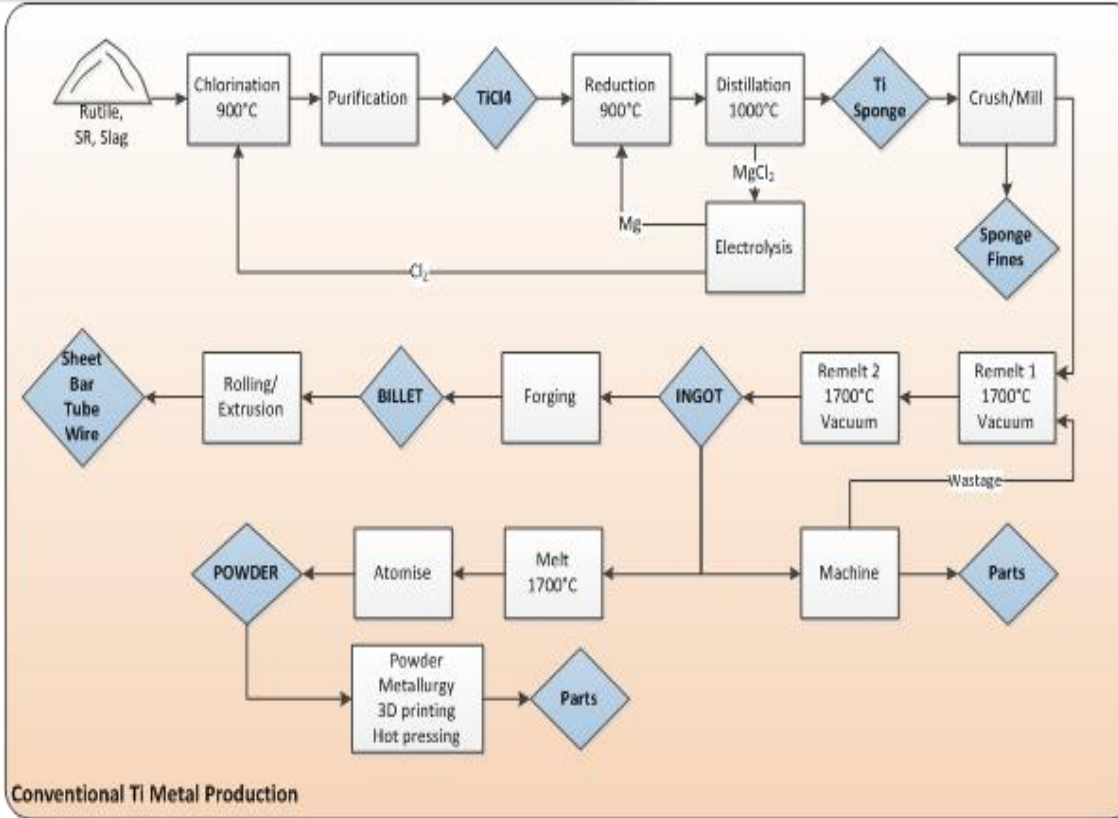 Rutile,
SR, Slag
Chlorination
900°C
Purification
TiCl4
Reduction
900°C
Distillation
1000°C
Ti
Sponge
Crush/Mill
MgCl₂
Mg
Electrolysis
Cl₂
Sponge
Fines
Sheet
Bar
Tube
Wire
Rolling/
Extrusion
BILLET
Forging
INGOT
Remelt 2
1700°C
Vacuum
Remelt 1
1700°C
Vacuum
Wastage
POWDER
Atomise
Melt
1700°C
Machine
Parts
Powder
Metallurgy
3D printing
Hot pressing
Parts
Conventional Ti Metal Production